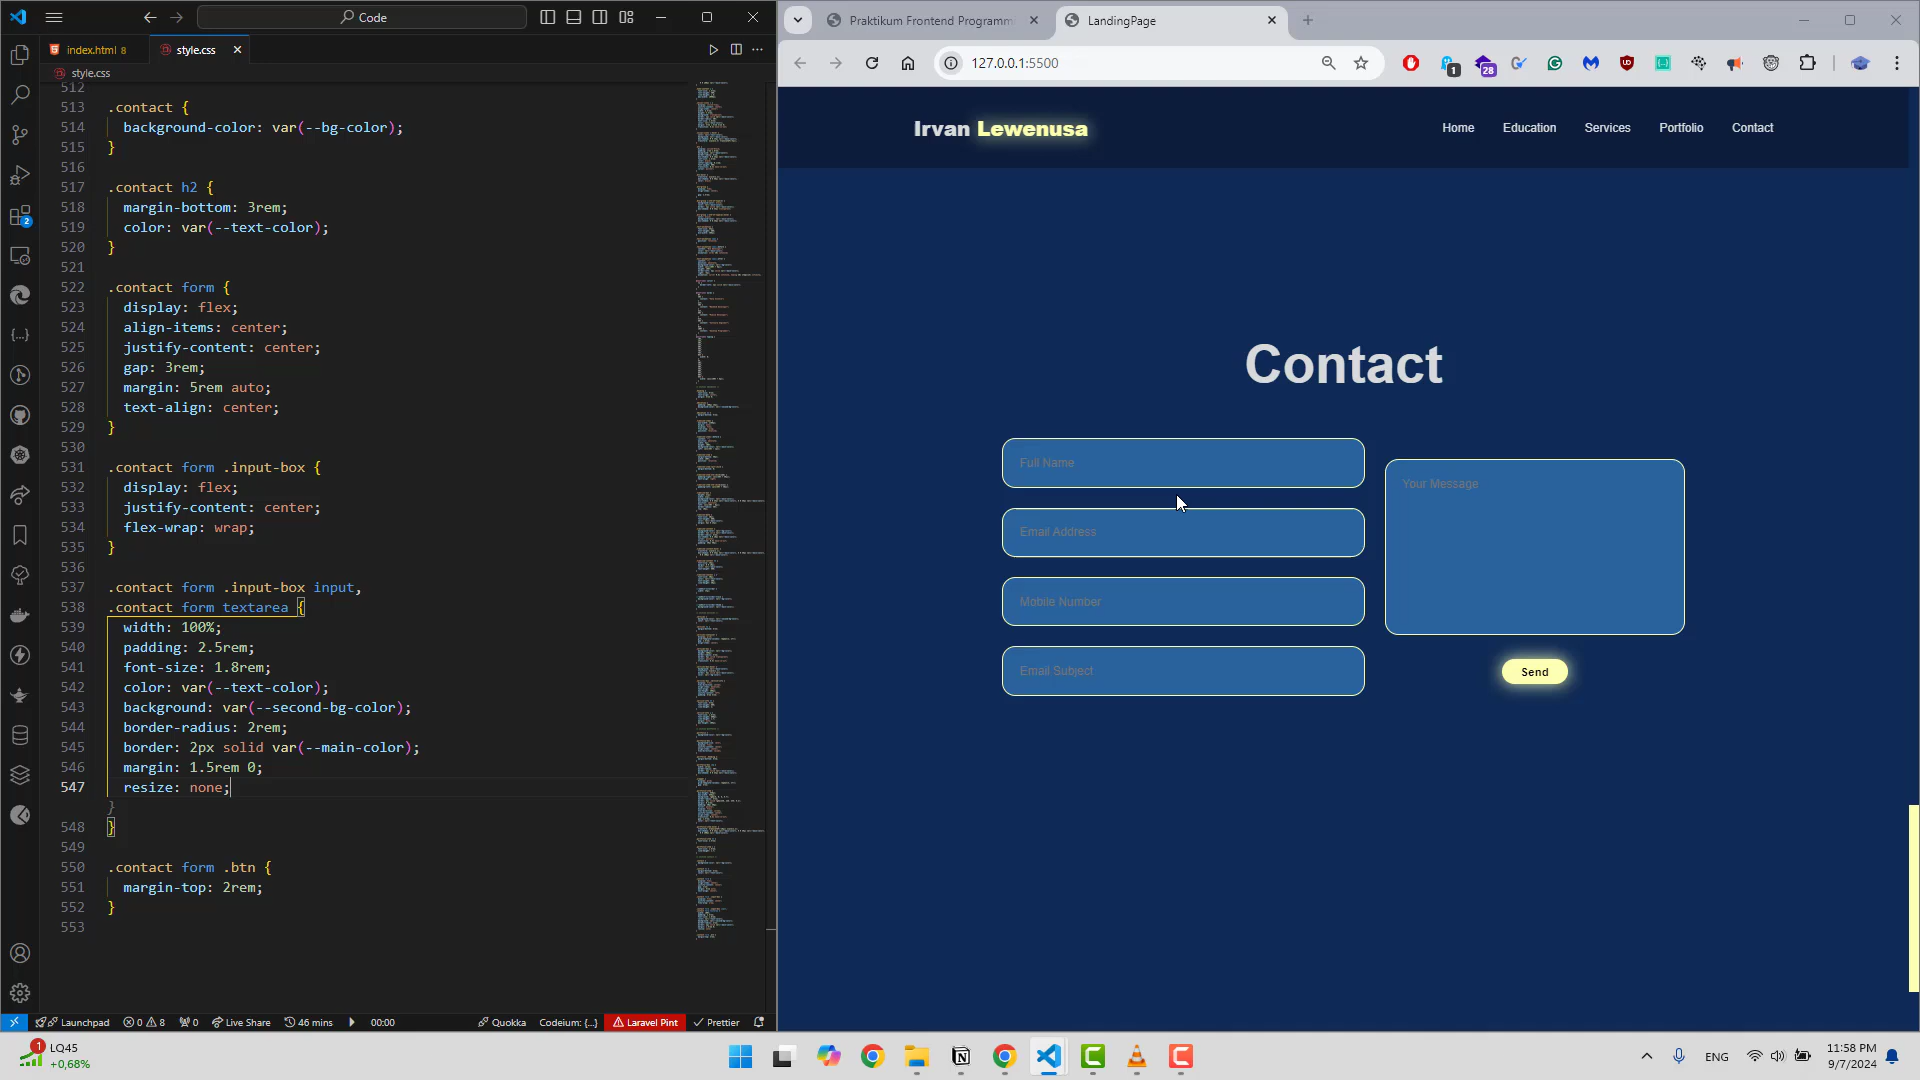 Code
index.html 8
style.css
style.css
512
513 .contact {
514 background-color: var(--bg-color);
515 }
516
517 .contact h2 {
518 margin-bottom: 3rem;
519 color: var(--text-color);
520 }
521
522 .contact form {
523 display: flex;
524 align-items: center;
525 justify-content: center;
526 gap: 3rem;
527 margin: 5rem auto;
528 text-align: center;
529 }
530
531 .contact form .input-box {
532 display: flex;
533 justify-content: center;
534 flex-wrap: wrap;
535 }
536
537 .contact form .input-box input,
538 .contact form textarea {
539 width: 100%;
540 padding: 2.5rem;
541 font-size: 1.8rem;
542 color: var(--text-color);
543 background: var(--second-bg-color);
544 border-radius: 2rem;
545 border: 2px solid var(--main-color);
546 margin: 1.5rem 0;
547 resize: none;
}
548 }
549
550 .contact form .btn {
551 margin-top: 2rem;
552 }
553
2
Launchpad 0 8 0 Live Share 46 mins 00:00 Quokka Codeium: {...} Laravel Pint Prettier
Praktikum Frontend Programm
LandingPage
127.0.0.1:5500
1
28
Irvan Lewenusa
Home Education Services Portfolio Contact
Contact
Full Name
Email Address
Mobile Number
Email Subject
Your Message
Send
1
LQ45
+0,68%
ENG
11:58 PM
9/7/2024